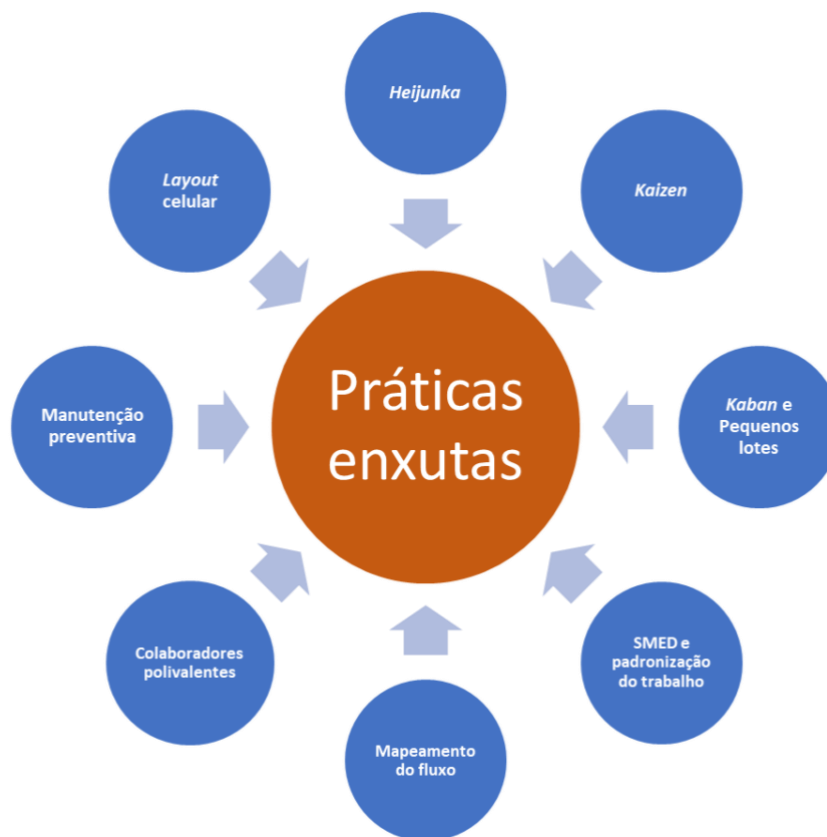 Heijunka
Layout
celular
Kaizen
Práticas
enxutas
Manutenção
preventiva
Kaban e
Pequenos
lotes
Colaboradores
polivalentes
SMED e
padronização
do trabalho
Mapeamento
do fluxo